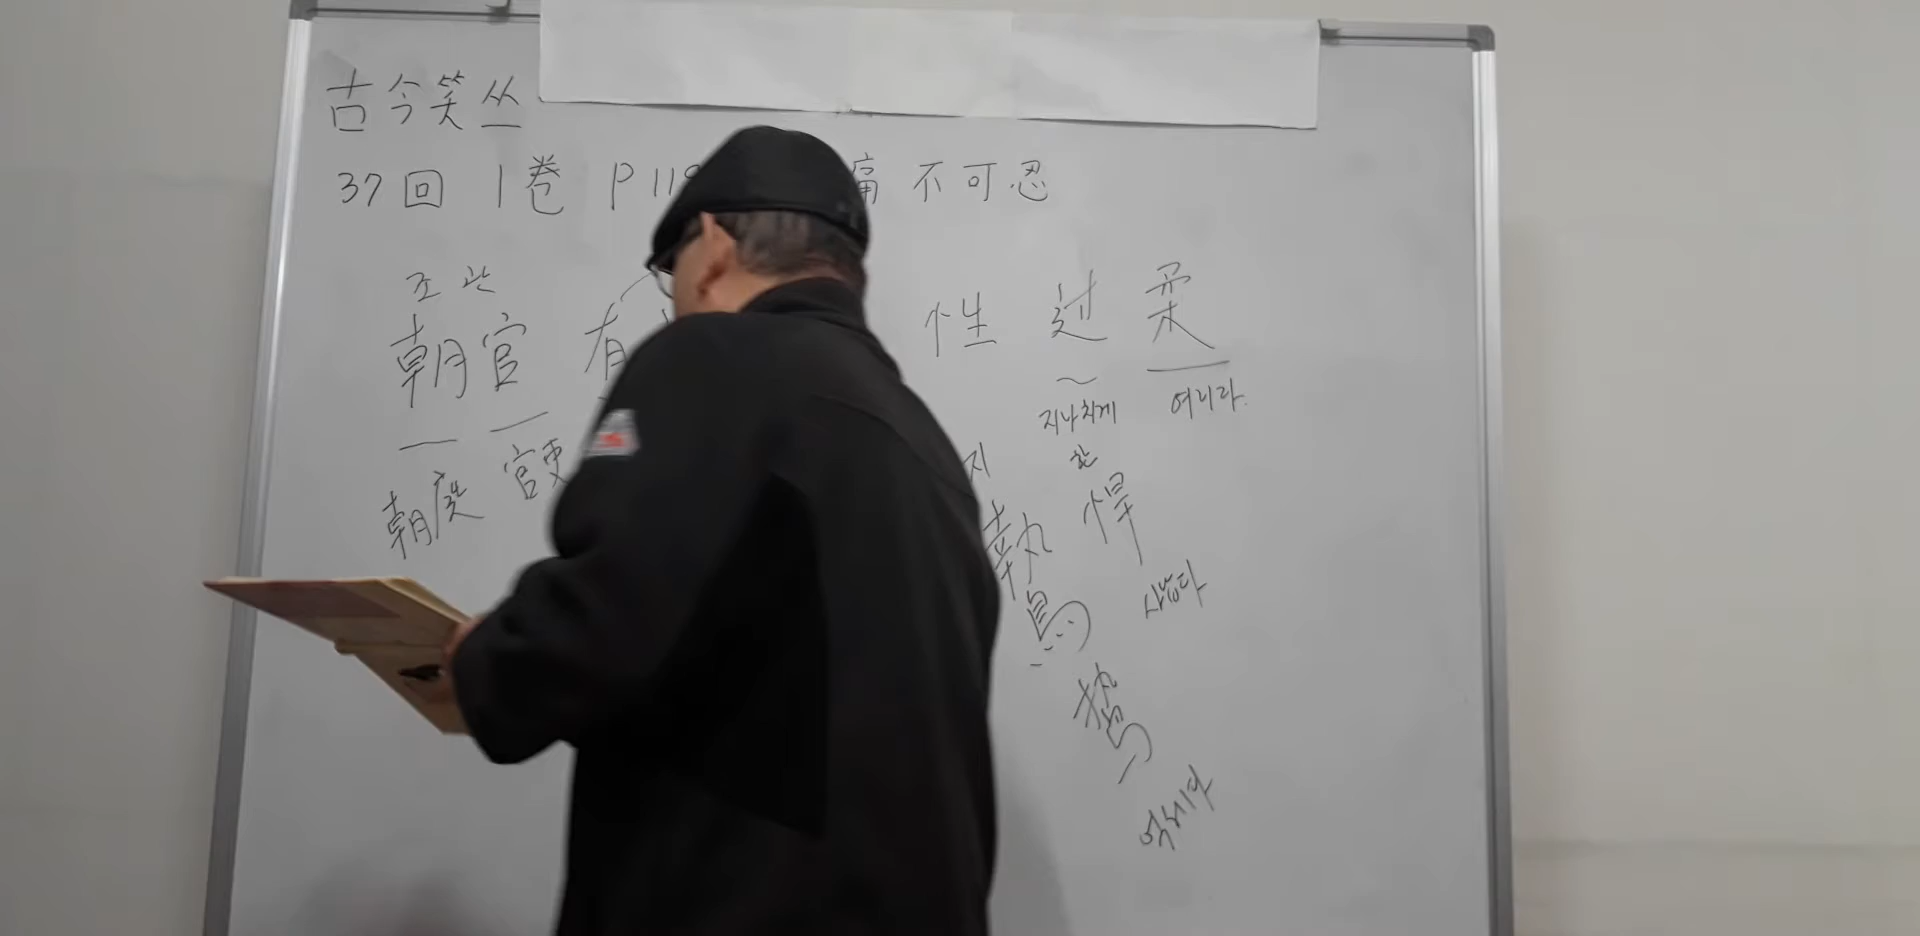 古今笑丛
37回 1卷 P119 痛 不可忍
조관
朝官 有 性 过 柔
지나치게 여리다.
朝廷 官吏 지 한
執鳥 悍
사납다
鸷
억세다